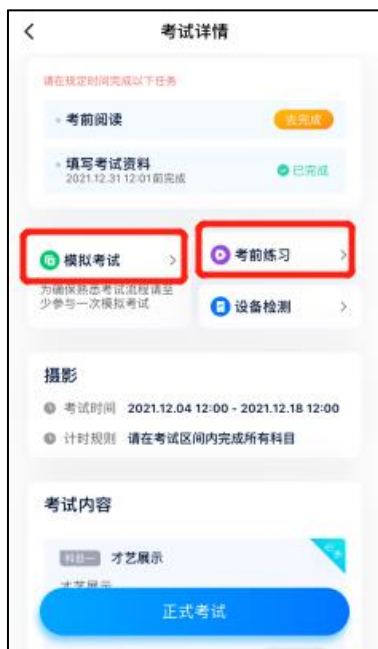 考试详情
请在规定时间完成以下任务
考前阅读
去完成
填写考试资料
2021.12.31 12:01前完成
已完成
模拟考试
为确保熟悉考试流程请至
少参与一次模拟考试
考前练习
设备检测
摄影
考试时间 2021.12.04 12:00 - 2021.12.18 12:00
计时规则 请在考试区间内完成所有科目
考试内容
科目一 才艺展示
才艺展示
正式考试